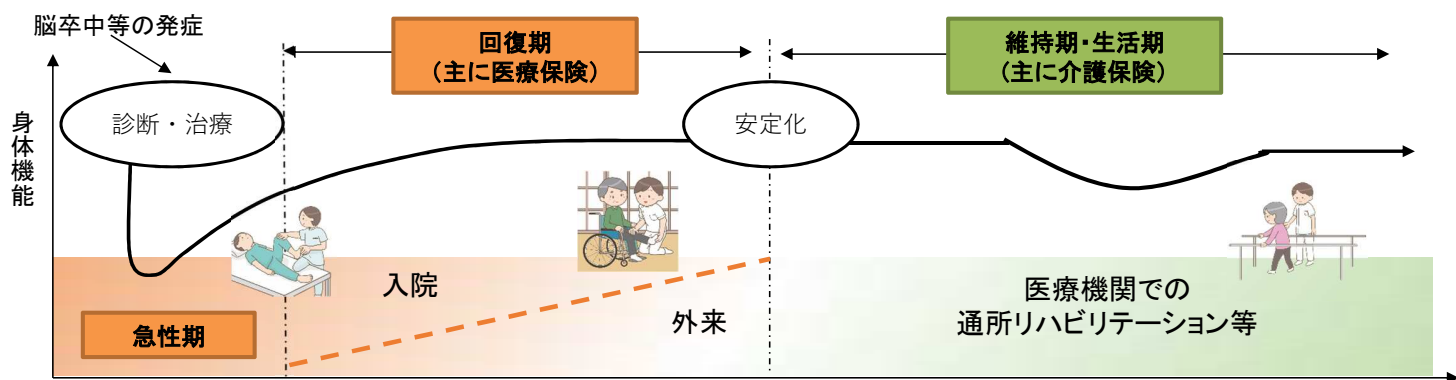 脳卒中等の発症
回復期
（主に医療保険）
維持期・生活期
（主に介護保険）
身体機能
診断・治療
安定化
入院
外来
急性期
医療機関での
通所リハビリテーション等